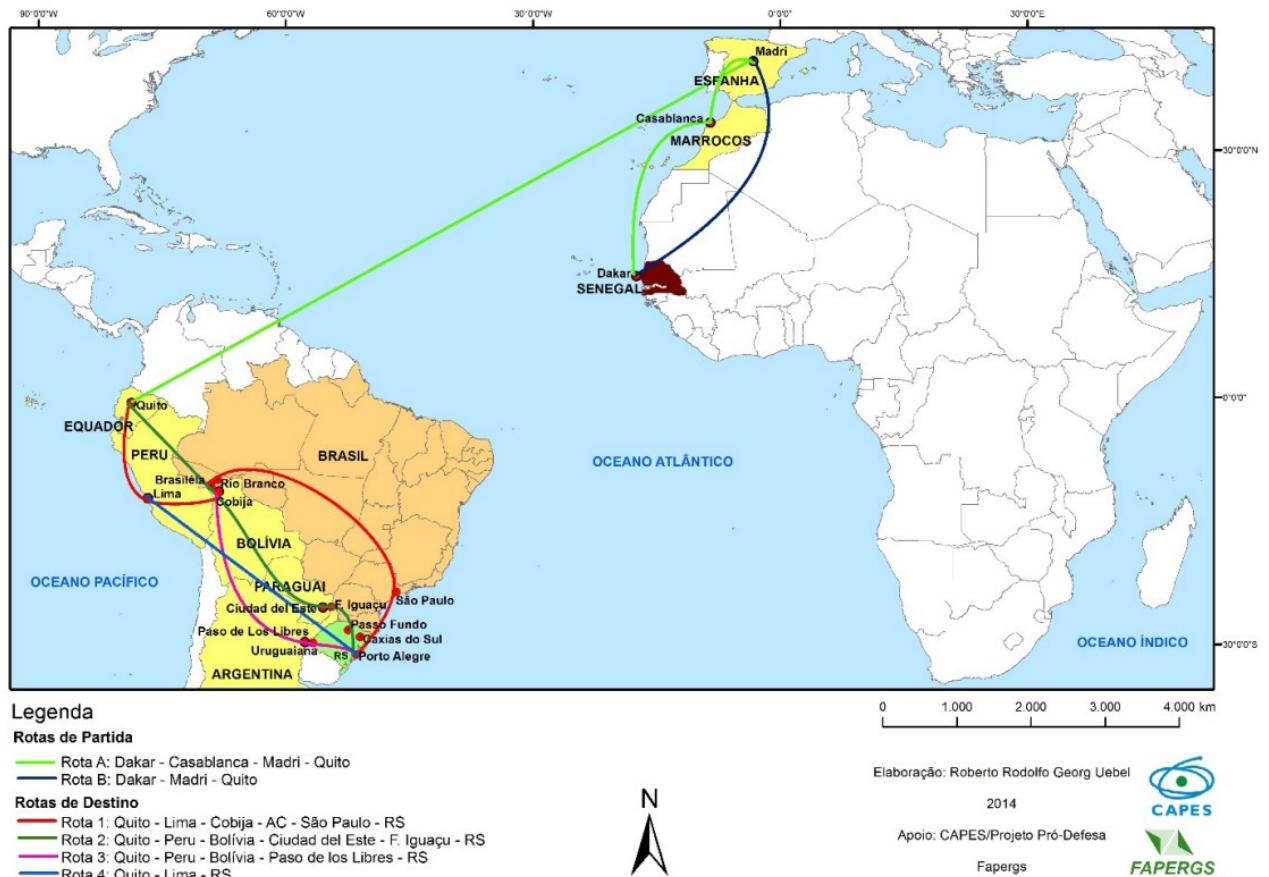 90°0'0"W 60°0'0"W 30°0'0"W 0°0'0" 30°0'0"E
Madri
ESPANHA
Casablanca
MARROCOS
30°0'0"N
Dakar
SENEGAL
Quito
0°0'0"
EQUADOR
PERU
BRASIL
OCEANO ATLÂNTICO
Brasiléia
Rio Branco
Lima
Cobija
BOLÍVIA
OCEANO PACÍFICO
PARAGUAI
São Paulo
Ciudad del Este
F. Iguaçu
Passo Fundo
Paso de Los Libres
Caxias do Sul
Uruguaiana
RS
Porto Alegre
OCEANO ÍNDICO
30°0'0"S
ARGENTINA
Legenda
Rotas de Partida
Rota A: Dakar - Casablanca - Madri - Quito
Rota B: Dakar - Madri - Quito
Rotas de Destino
Rota 1: Quito - Lima - Cobija - AC - São Paulo - RS
Rota 2: Quito - Peru - Bolívia - Ciudad del Este - F. Iguaçu - RS
Rota 3: Quito - Peru - Bolívia - Paso de los Libres - RS
Rota 4: Quito - Lima - RS
N
0 1.000 2.000 3.000 4.000 km
Elaboração: Roberto Rodolfo Georg Uebel
2014
Apoio: CAPES/Projeto Pró-Defesa
Fapergs
CAPES
FAPERGS